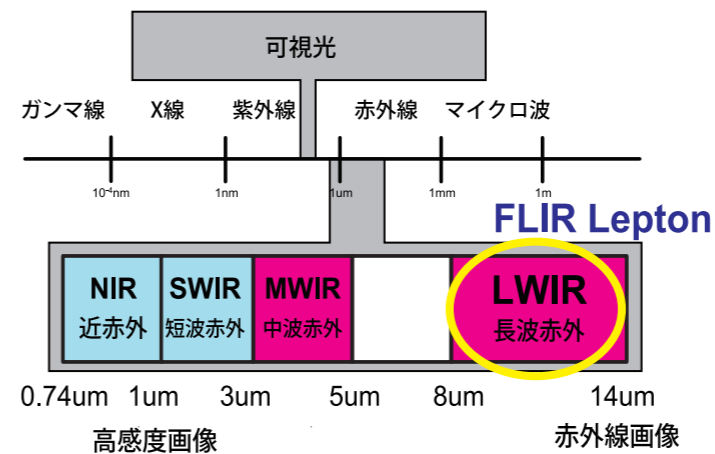 可視光
ガンマ線 X線 紫外線 赤外線 マイクロ波
10⁻⁴nm 1nm 1um 1mm 1m
FLIR Lepton
NIR SWIR MWIR LWIR
近赤外 短波赤外 中波赤外 長波赤外
0.74um 1um 3um 5um 8um 14um
高感度画像 赤外線画像